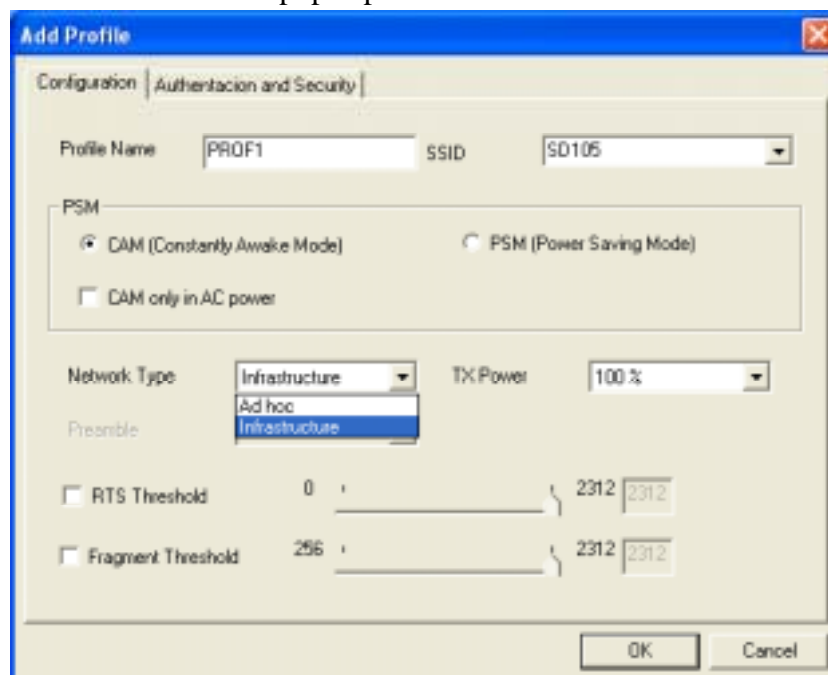 Add Profile
Configuration Authentacion and Security
Profile Name PROF1 SSID SD105
PSM
CAM (Constantly Awake Mode) PSM (Power Saving Mode)
CAM only in AC power
Network Type Infrastructure TX Power 100 %
Ad hoc
Preamble Infrastructure
RTS Threshold 0 2312 2312
Fragment Threshold 256 2312 2312
OK Cancel